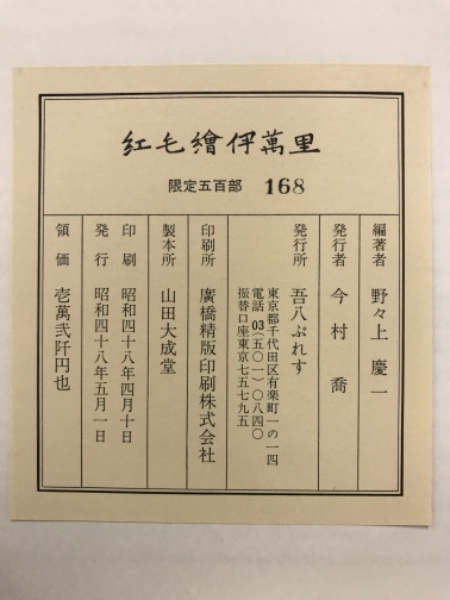 紅毛繪伊萬里
限定五百部 168
編著者 野々上慶一
発行者 今村喬
発行所 吾八ぷれす
東京都千代田区有楽町一の一四
電話 03(五〇一)〇八四〇
振替口座東京七五七九五
印刷所 廣橋精版印刷株式会社
製本所 山田大成堂
印刷 昭和四十八年四月十日
発行 昭和四十八年五月一日
領価 壱萬弐阡円也